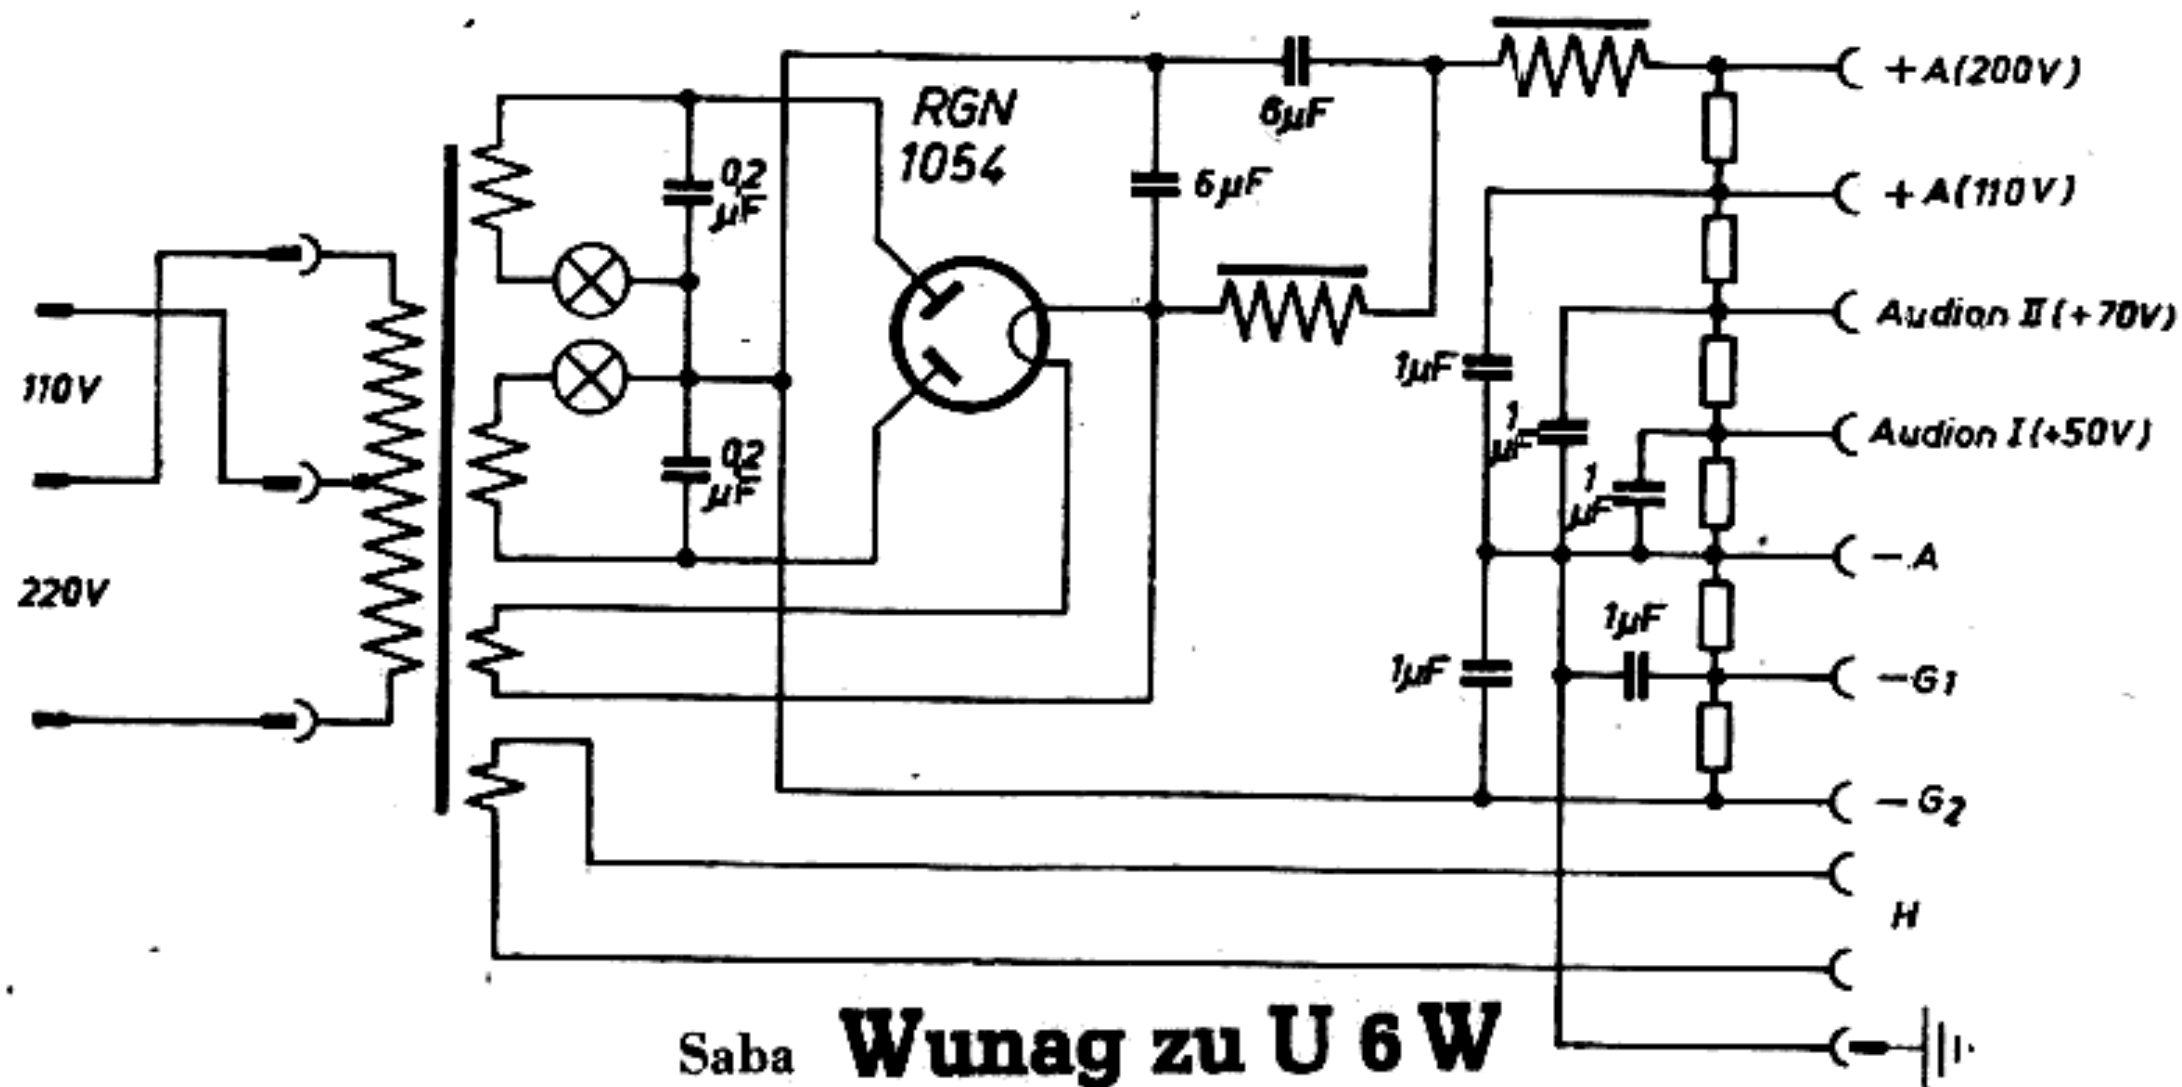 RGN
1054
6µF
+A(200V)
0,2
µF
6µF
+A(110V)
110V
Audion II (+70V)
1µF
1
µF
Audion I (+50V)
0,2
µF
1
µF
220V
-A
1µF
1µF
-G1
-G2
H
Saba Wunag zu U 6 W